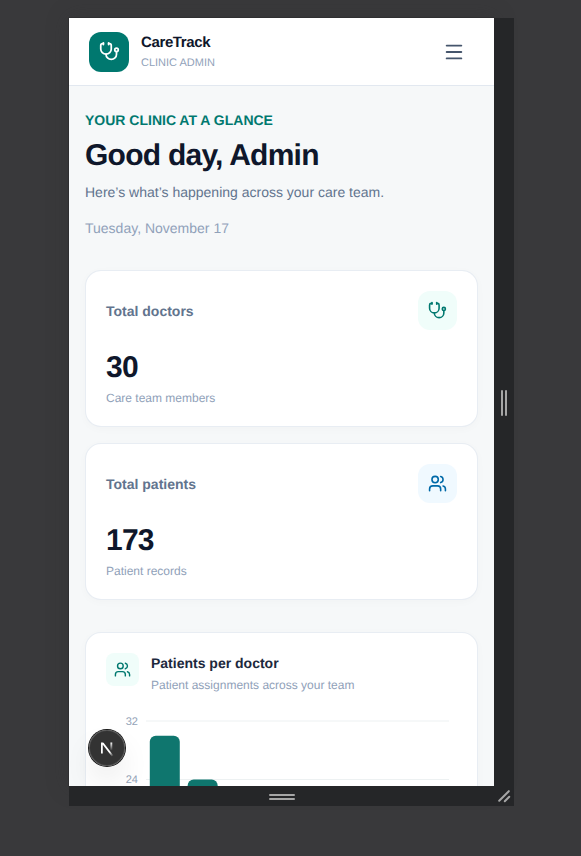 CareTrack
CLINIC ADMIN
YOUR CLINIC AT A GLANCE
Good day, Admin
Here’s what’s happening across your care team.
Tuesday, November 17
Total doctors
30
Care team members
Total patients
173
Patient records
Patients per doctor
Patient assignments across your team
32
N
24